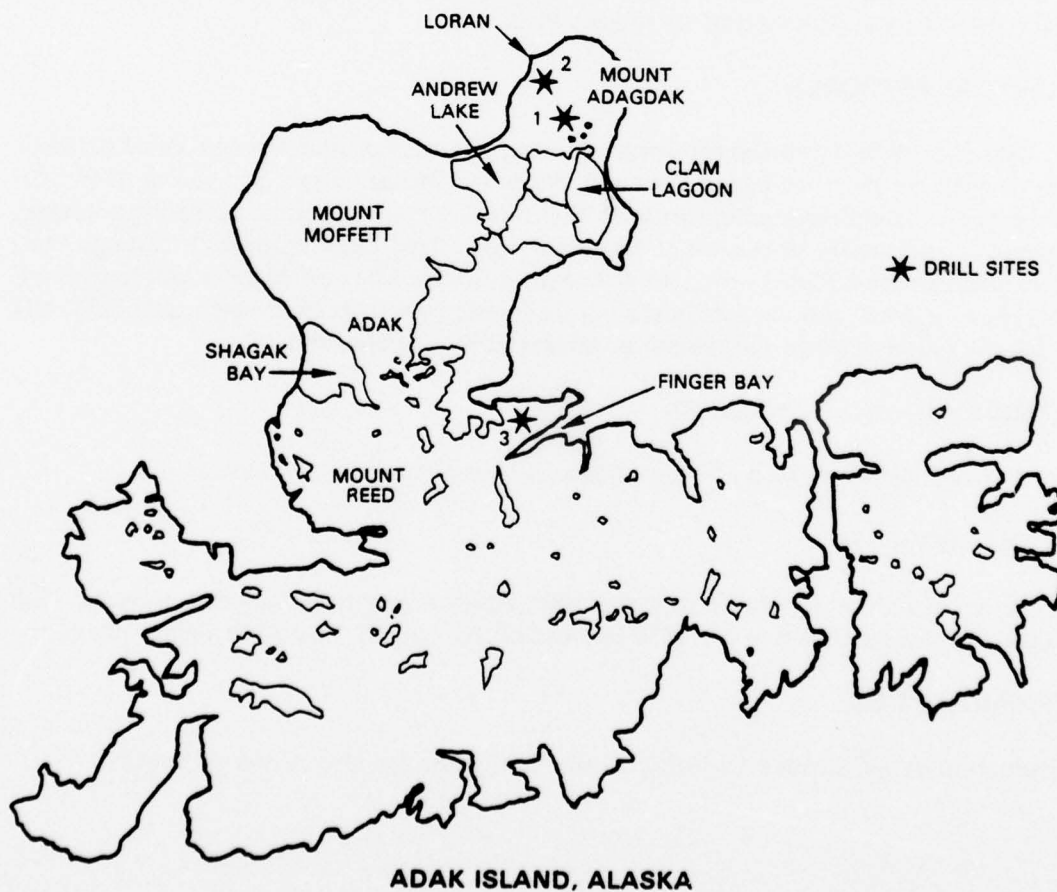 LORAN
2
MOUNT
ADAGDAK
ANDREW
LAKE
1
CLAM
LAGOON
MOUNT
MOFFETT
DRILL SITES
ADAK
SHAGAK
BAY
FINGER BAY
3
MOUNT
REED
ADAK ISLAND, ALASKA